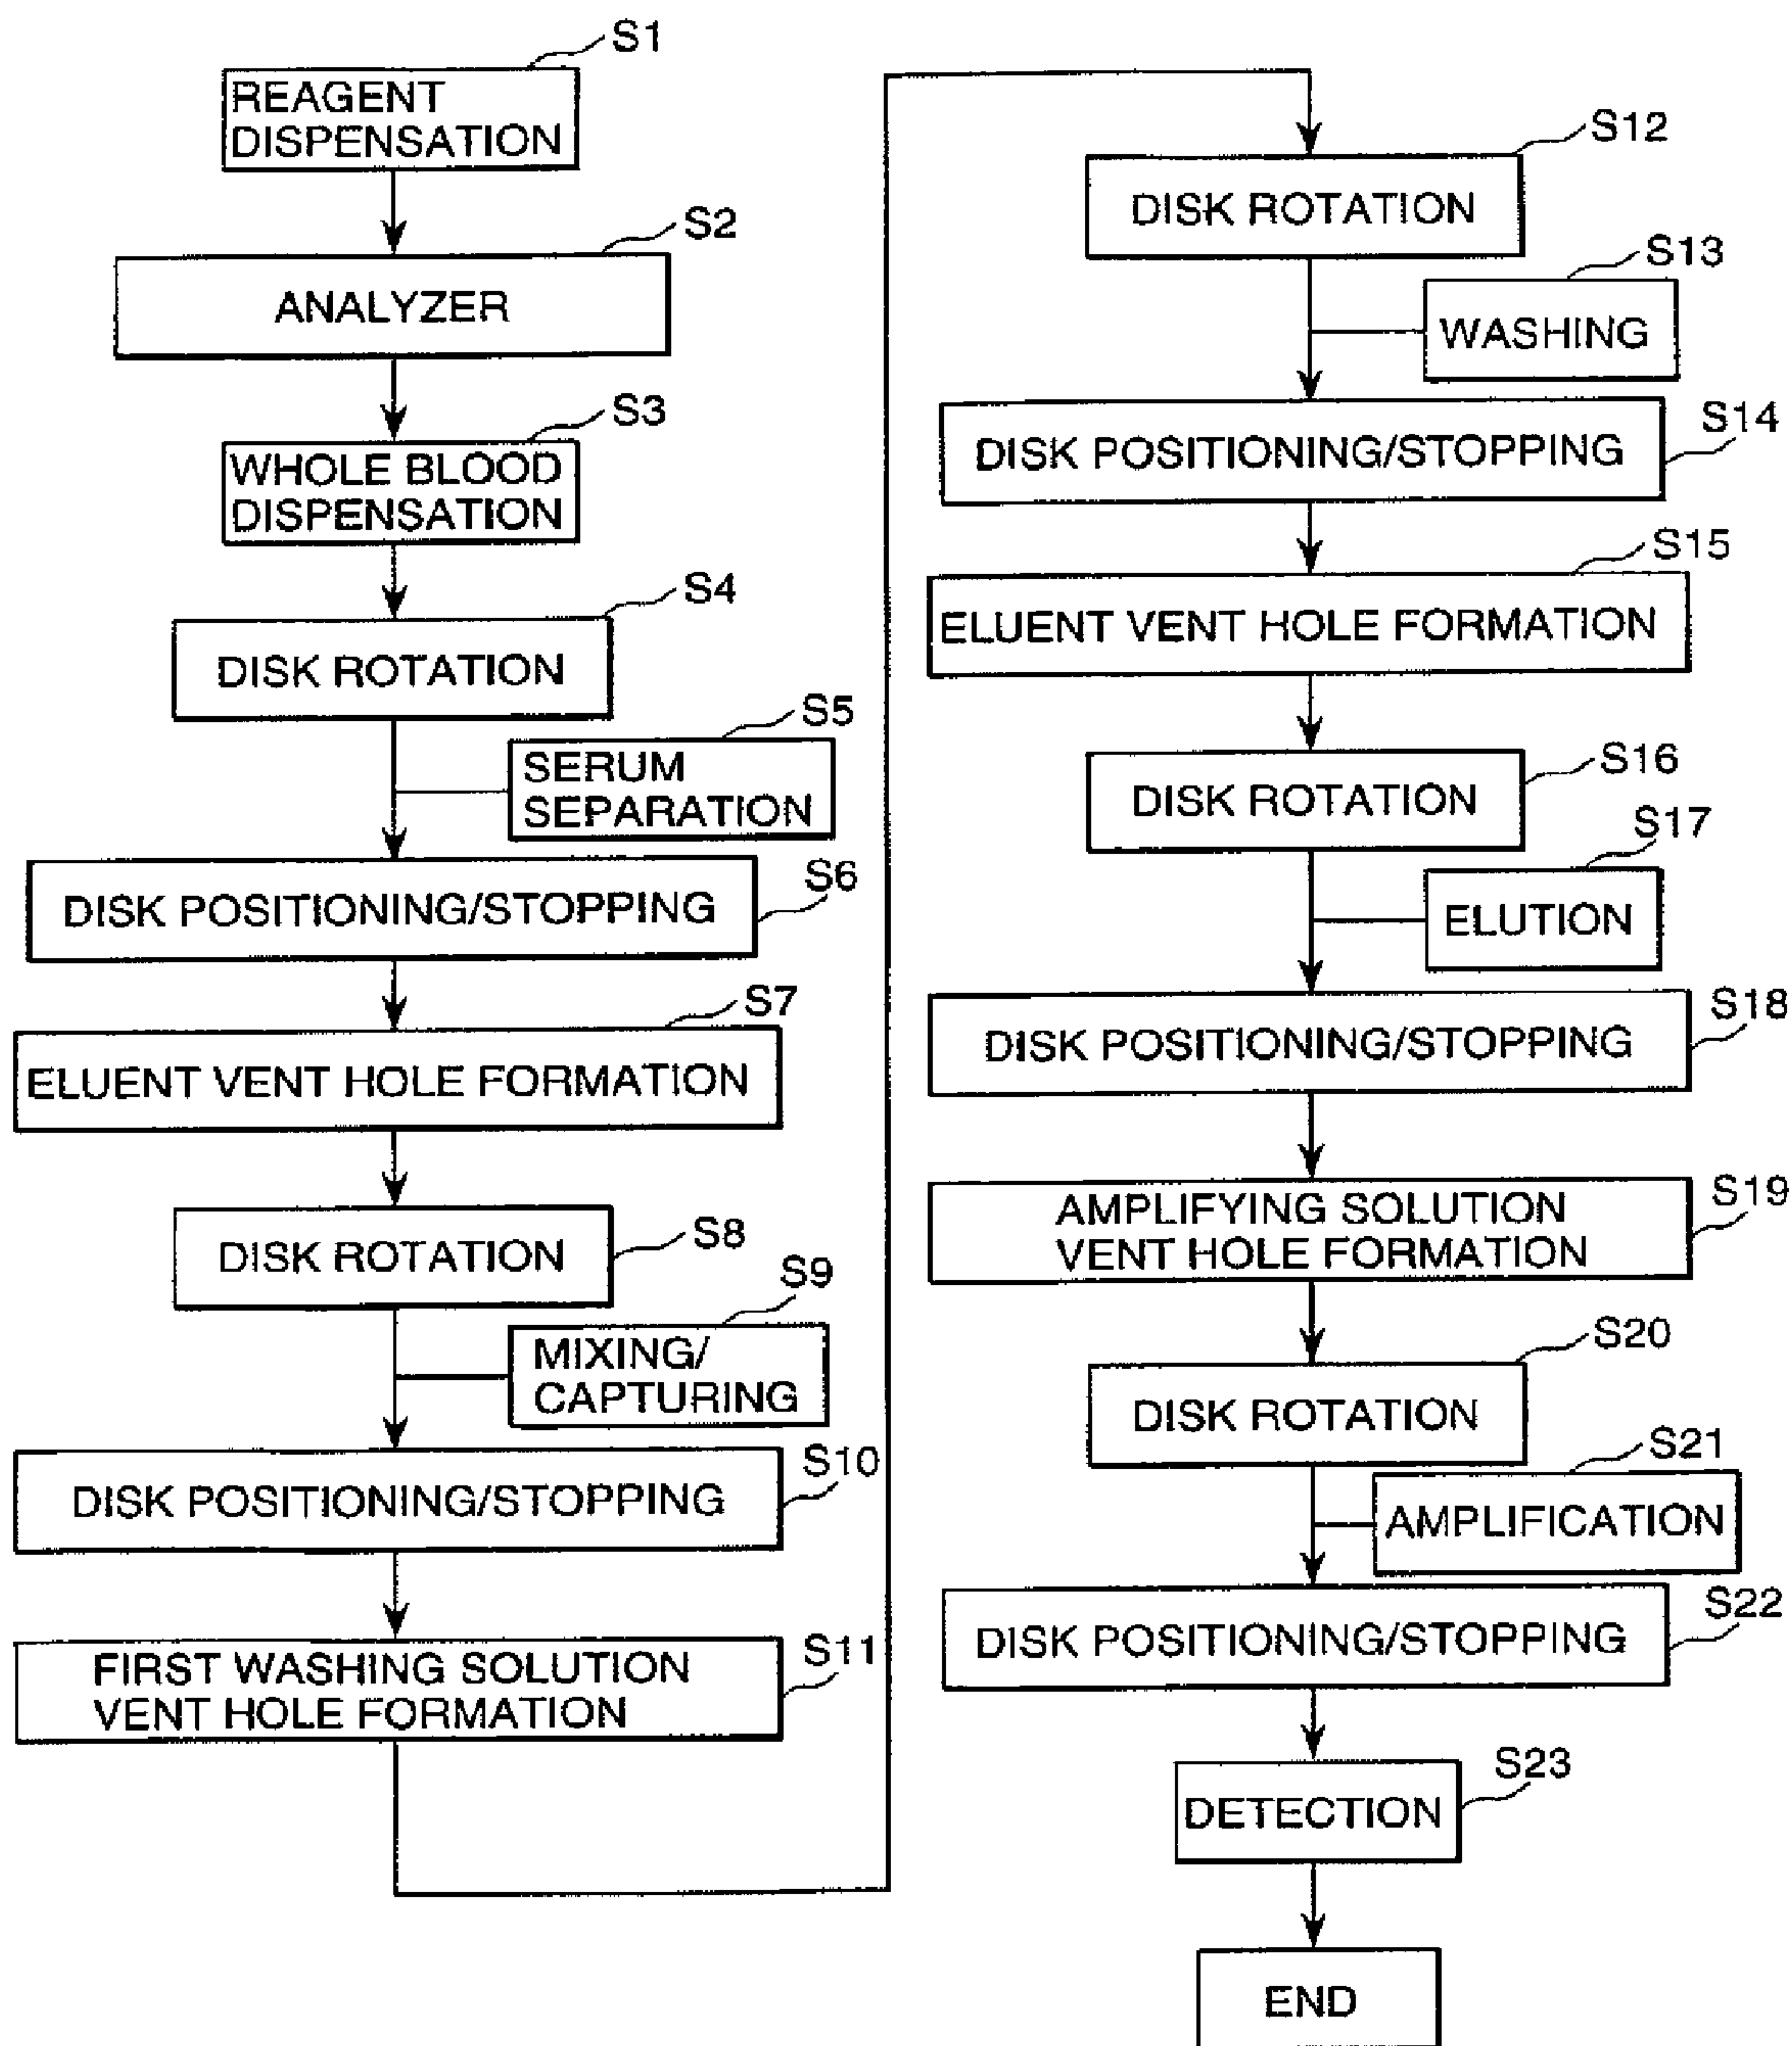 S1
REAGENT
DISPENSATION
S2
ANALYZER
S3
WHOLE BLOOD
DISPENSATION
S4
DISK ROTATION
S5
SERUM
SEPARATION
S6
DISK POSITIONING/STOPPING
S7
ELUENT VENT HOLE FORMATION
S8
DISK ROTATION
S9
MIXING/
CAPTURING
S10
DISK POSITIONING/STOPPING
S11
FIRST WASHING SOLUTION
VENT HOLE FORMATION
S12
DISK ROTATION
S13
WASHING
S14
DISK POSITIONING/STOPPING
S15
ELUENT VENT HOLE FORMATION
S16
DISK ROTATION
S17
ELUTION
S18
DISK POSITIONING/STOPPING
S19
AMPLIFYING SOLUTION
VENT HOLE FORMATION
S20
DISK ROTATION
S21
AMPLIFICATION
S22
DISK POSITIONING/STOPPING
S23
DETECTION
END